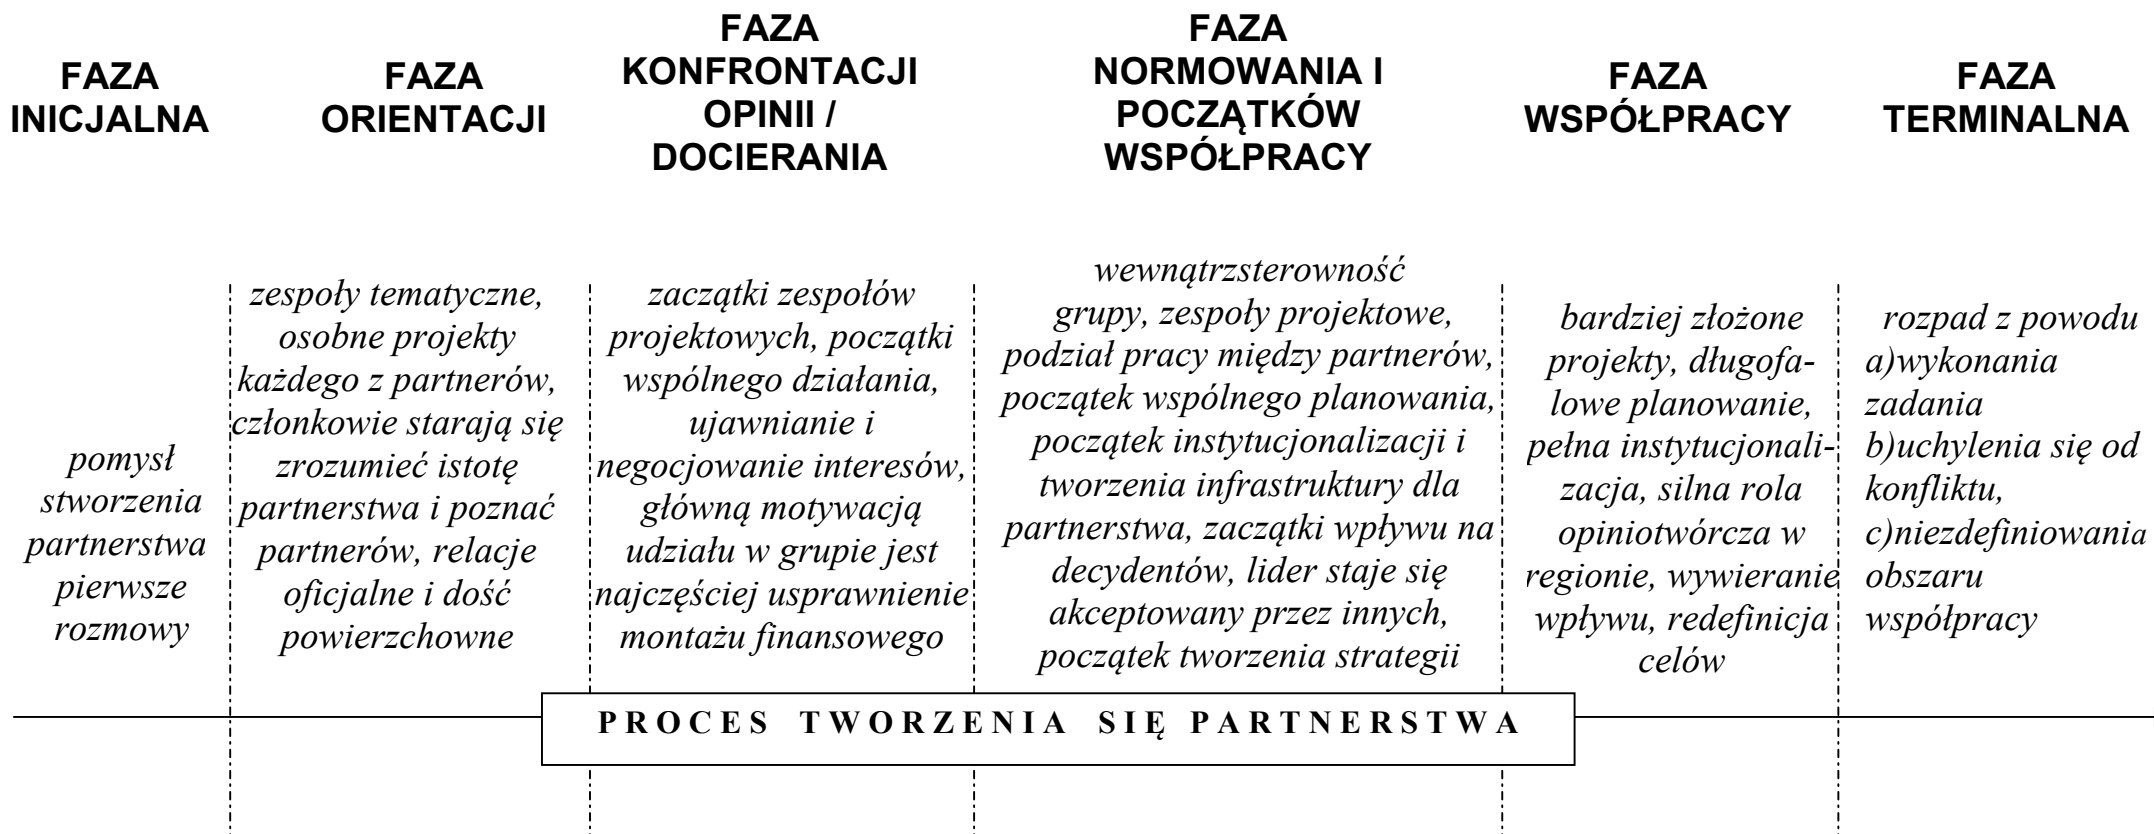 FAZA
INICJALNA
FAZA
ORIENTACJI
FAZA
KONFRONTACJI
OPINII /
DOCIERANIA
FAZA
NORMOWANIA I
POCZĄTKÓW
WSPÓŁPRACY
FAZA
WSPÓŁPRACY
FAZA
TERMINALNA
pomysł
stworzenia
partnerstwa
pierwsze
rozmowy
zespoły tematyczne,
osobne projekty
każdego z partnerów,
członkowie starają się
zrozumieć istotę
partnerstwa i poznać
partnerów, relacje
oficjalne i dość
powierzchowne
zaczątki zespołów
projektowych, początki
wspólnego działania,
ujawnianie i
negocjowanie interesów,
główną motywacją
udziału w grupie jest
najczęściej usprawnienie
montażu finansowego
wewnątrzsterowność
grupy, zespoły projektowe,
podział pracy między partnerów,
początek wspólnego planowania,
początek instytucjonalizacji i
tworzenia infrastruktury dla
partnerstwa, zaczątki wpływu na
decydentów, lider staje się
akceptowany przez innych,
początek tworzenia strategii
bardziej złożone
projekty, długofa-
lowe planowanie,
pełna instytucjonali-
zacja, silna rola
opiniotwórcza w
regionie, wywieranie
wpływu, redefinicja
celów
rozpad z powodu
a)wykonania
zadania
b)uchylenia się od
konfliktu,
c)niezdefiniowania
obszaru
współpracy
PROCES TWORZENIA SIĘ PARTNERSTWA